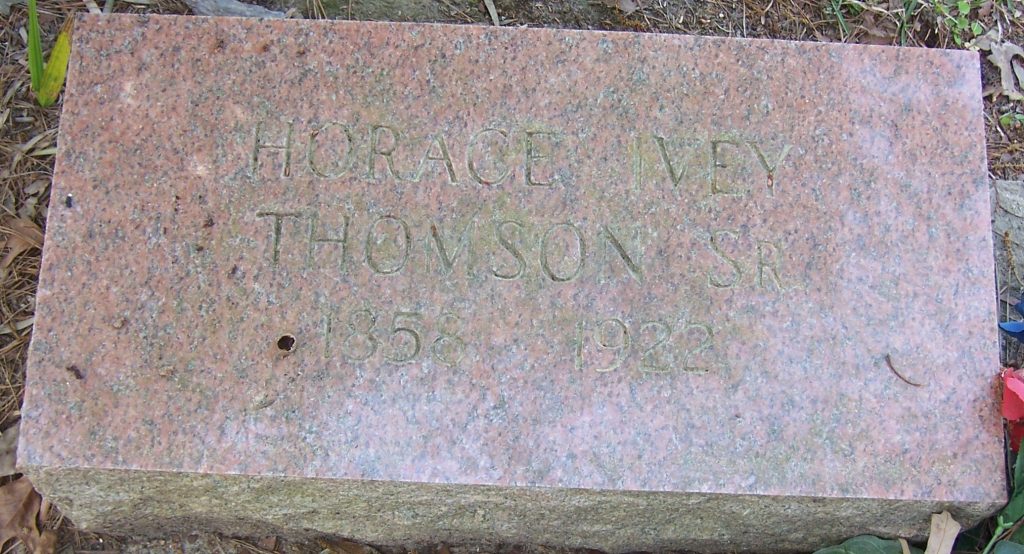 HORACE IVEY
THOMSON SR.
1858 1922